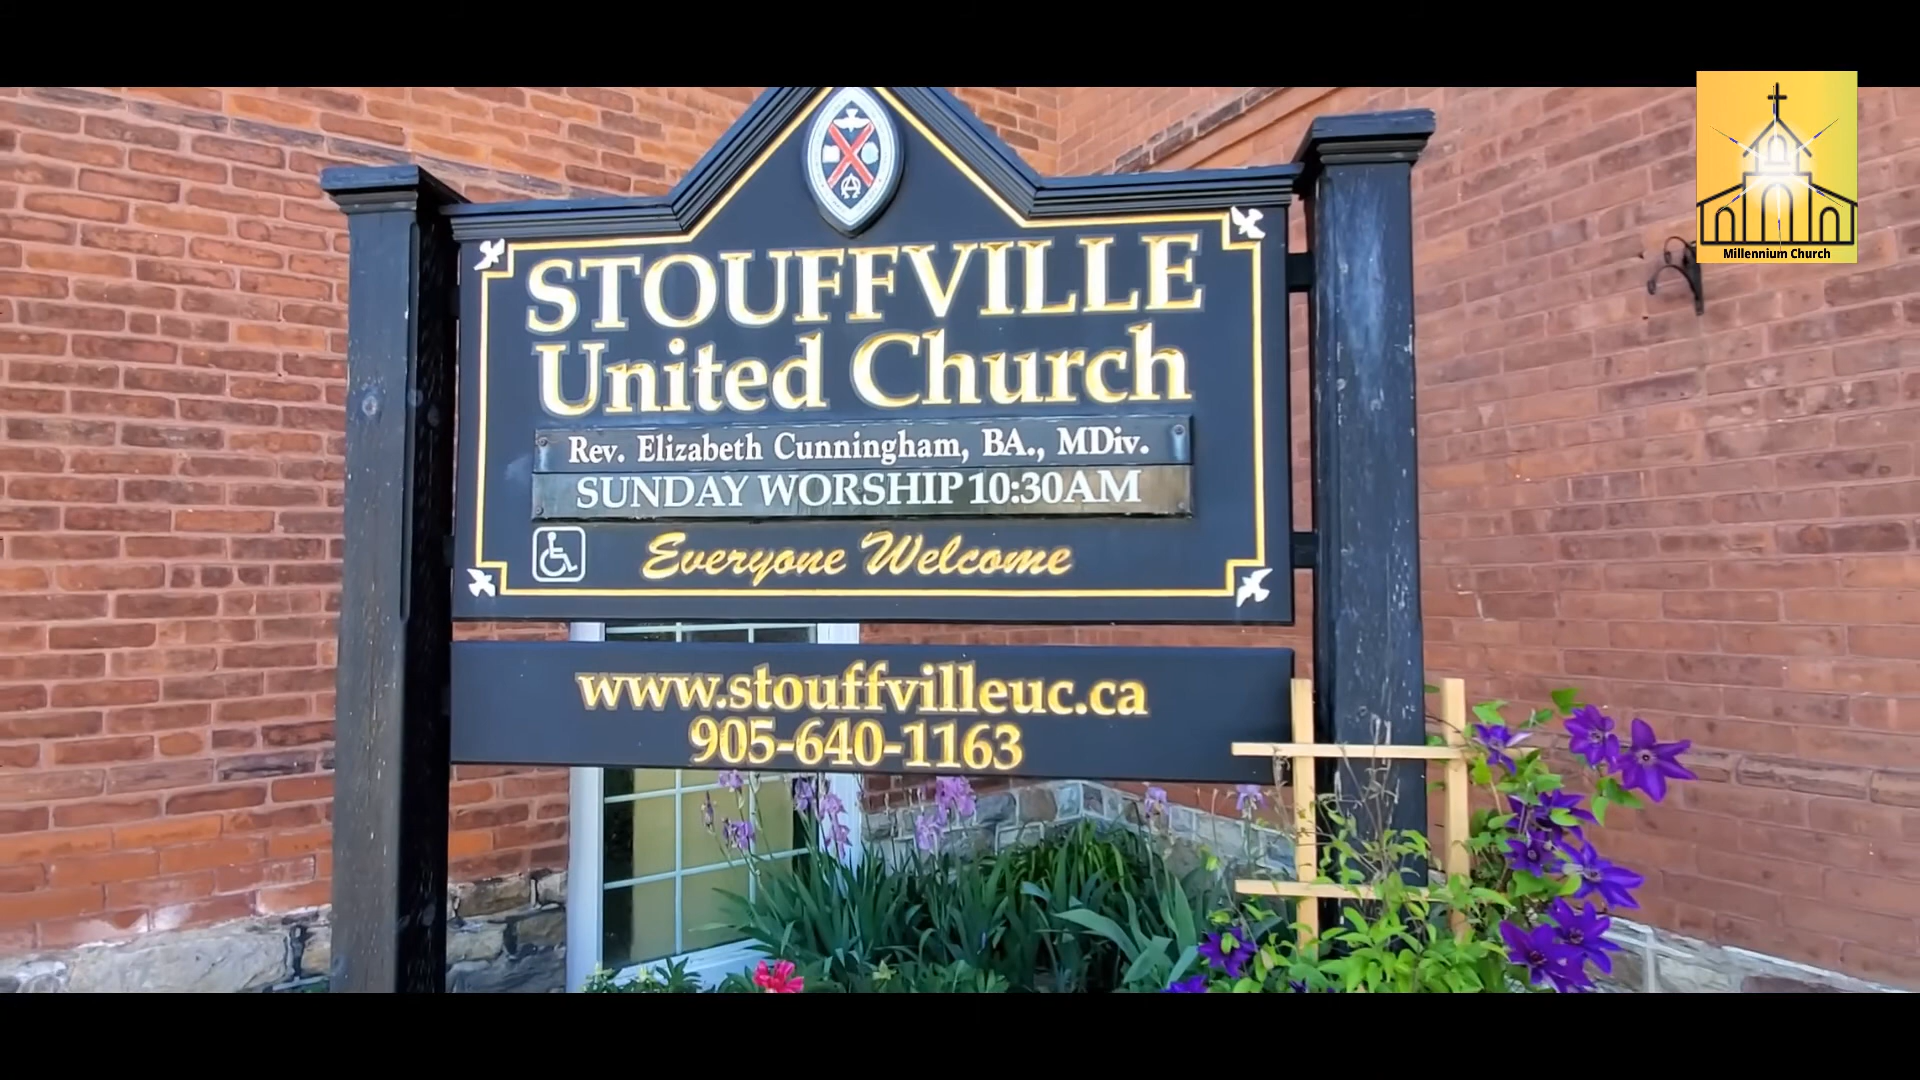 STOUFFVILLE
United Church
Rev. Elizabeth Cunningham, BA., MDiv.
SUNDAY WORSHIP 10:30AM
Everyone Welcome
www.stouffvilleuc.ca
905-640-1163
Millennium Church